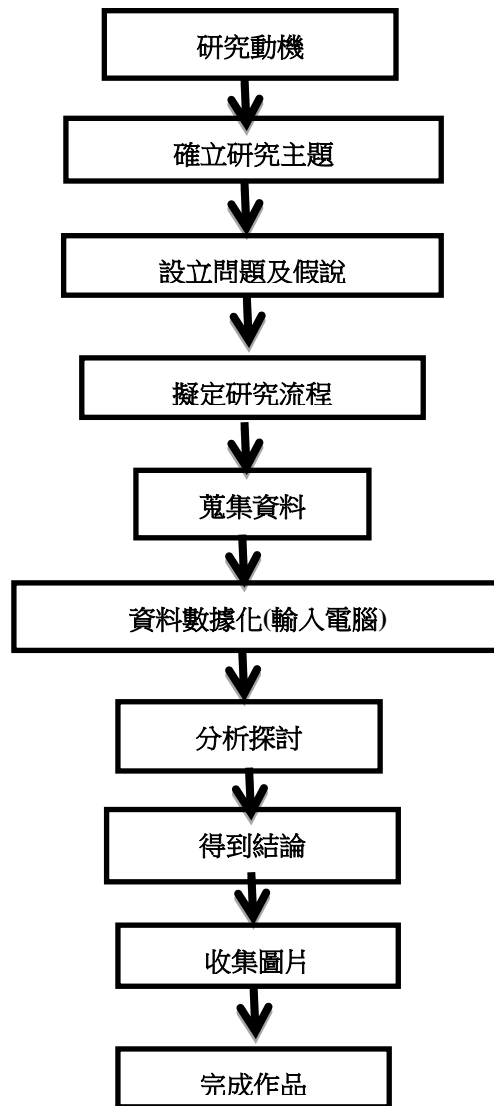 研究動機
確立研究主題
設立問題及假說
擬定研究流程
蒐集資料
資料數據化(輸入電腦)
分析探討
得到結論
收集圖片
完成作品